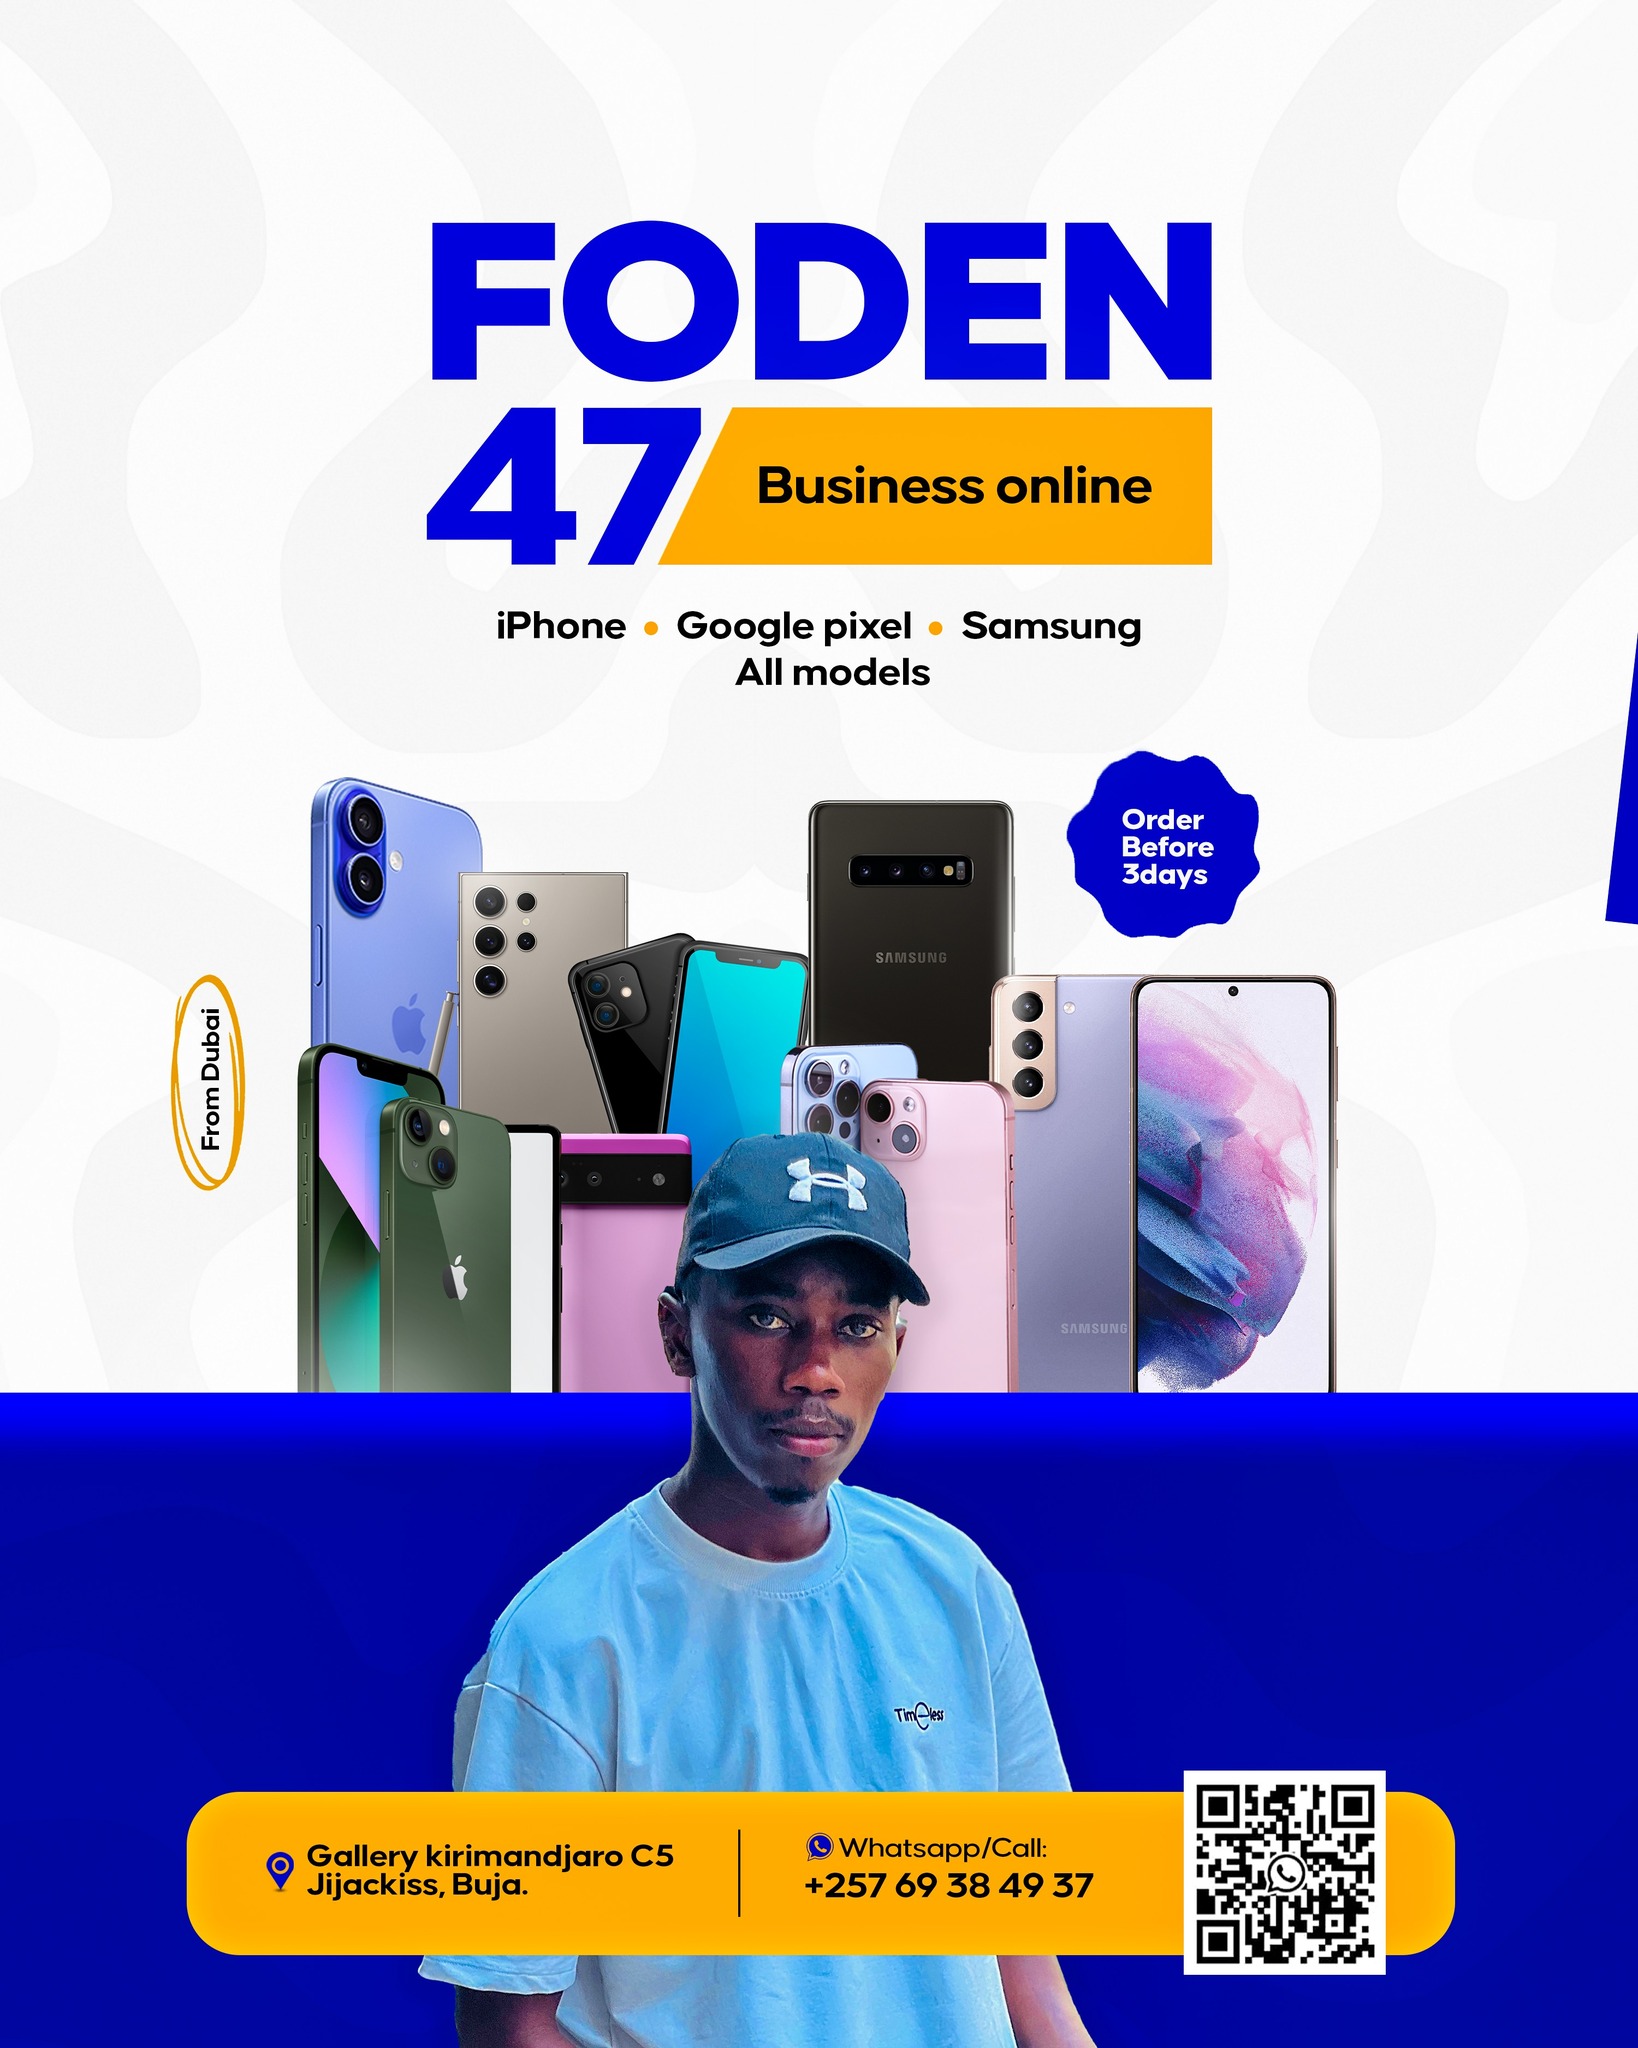 FODEN
47 Business online
iPhone • Google pixel • Samsung
All models
Order
Before
3days
SAMSUNG
From Dubai
SAMSUNG
Timeless
Gallery kirimandjaro C5
Jijackiss, Buja.
Whatsapp/Call:
+257 69 38 49 37